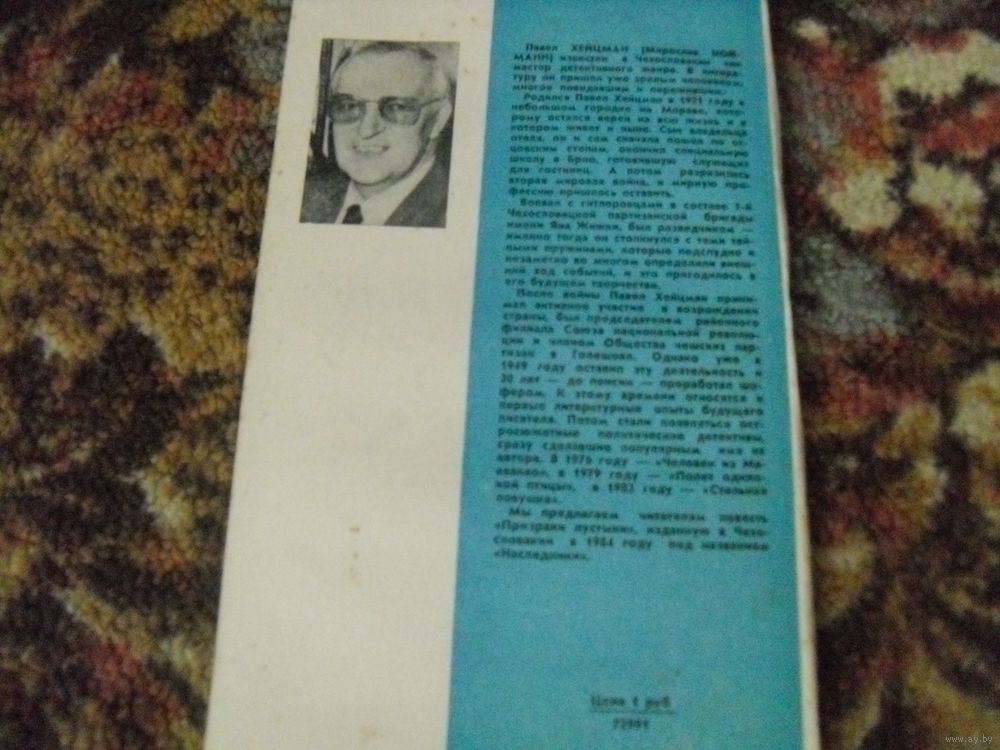 Павел ХЕЙЦМАН (Мирослав НОЙ-
МАНН) известен в Чехословакии как
мастер детективного жанра. В литера-
туру он пришел уже зрелым человеком,
много повидавшим и пережившим.
Родился Павел Хейцман в 1921 году в
небольшом городке на Мораве, кото-
рому остался верен на всю жизнь и в
котором живет и ныне. Сын владельца
отеля, он и сам сначала пошел по от-
цовским стопам, окончил специальную
школу в Брно, готовившую служащих
для гостиниц. А потом разразилась
вторая мировая война, и мирную про-
фессию пришлось оставить.
Воевал с гитлеровцами в составе 1-й
Чехословацкой партизанской бригады
имени Яна Жижки, был разведчиком —
именно тогда он столкнулся с теми тай-
ными пружинами, которые подспудно и
незаметно во многом определяли внеш-
ний ход событий, и это пригодилось в
его будущем творчестве.
После войны Павел Хейцман прини-
мал активное участие в возрождении
страны, был председателем районного
филиала Союза национальной револю-
ции и членом Общества чешских пар-
тизан в Голешове. Однако уже в
1949 году оставил эту деятельность и
30 лет — до пенсии — проработал шо-
фером. К этому времени относятся и
первые литературные опыты будущего
писателя. Потом стали появляться ост-
росюжетные политические детективы,
сразу сделавшие популярным имя их
автора. В 1975 году — «Человек из
в 1979 году — «Полет одино-
кой птицы», в 1983 году — «Стальная
ловушка».
Мы предлагаем читателям повесть
«Призраки пустыни», изданную в Чехо-
словакии в 1984 году под названием
«Наследники».
Цена 1 руб
www.ay.by